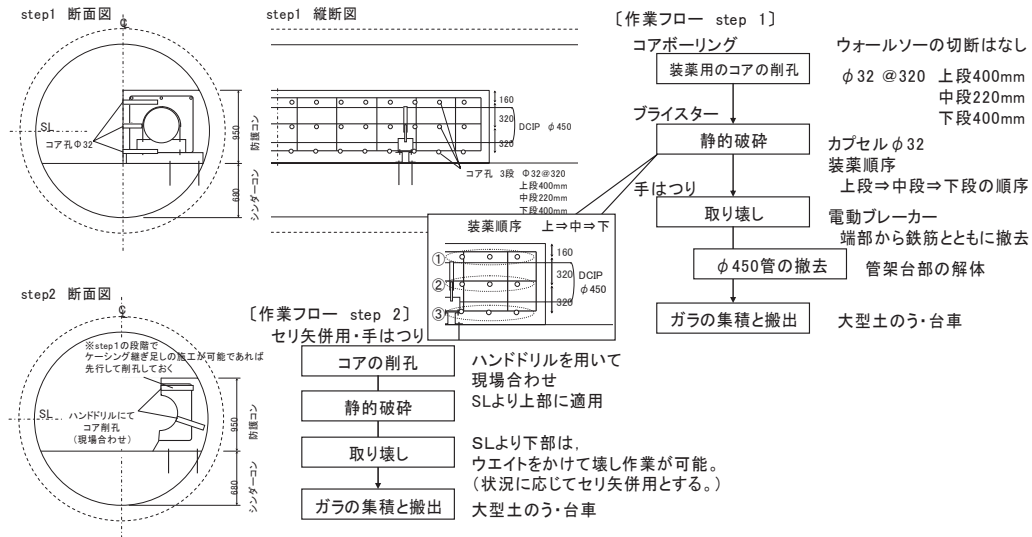 step1 断面図
℄
SL
コア孔Φ32
950
防護コン
680
シンダーコン
step1 縦断図
160
320
320
DCIP φ450
コア孔 3段 Φ32@320
上段400mm
中段220mm
下段400mm
装薬順序 上⇒中⇒下
①
②
③
160
320
320
DCIP
φ450
〔作業フロー step 1〕
コアボーリング
装薬用のコアの削孔
ウォールソーの切断はなし
φ32 @320 上段400mm
中段220mm
下段400mm
ブライスター
静的破砕
カプセルφ32
装薬順序
上段⇒中段⇒下段の順序
手はつり
取り壊し
電動ブレーカー
端部から鉄筋とともに撤去
φ450管の撤去
管架台部の解体
ガラの集積と搬出
大型土のう・台車
step2 断面図
℄
※step1の段階で
ケーシング継ぎ足しの施工が可能であれば
先行して削孔しておく
SL
ハンドドリルにて
コア削孔
(現場合わせ)
950
防護コン
680
シンダーコン
〔作業フロー step 2〕
セリ矢併用・手はつり
コアの削孔
ハンドドリルを用いて
現場合わせ
SLより上部に適用
静的破砕
取り壊し
SLより下部は,
ウエイトをかけて壊し作業が可能。
(状況に応じてセリ矢併用とする。)
ガラの集積と搬出
大型土のう・台車